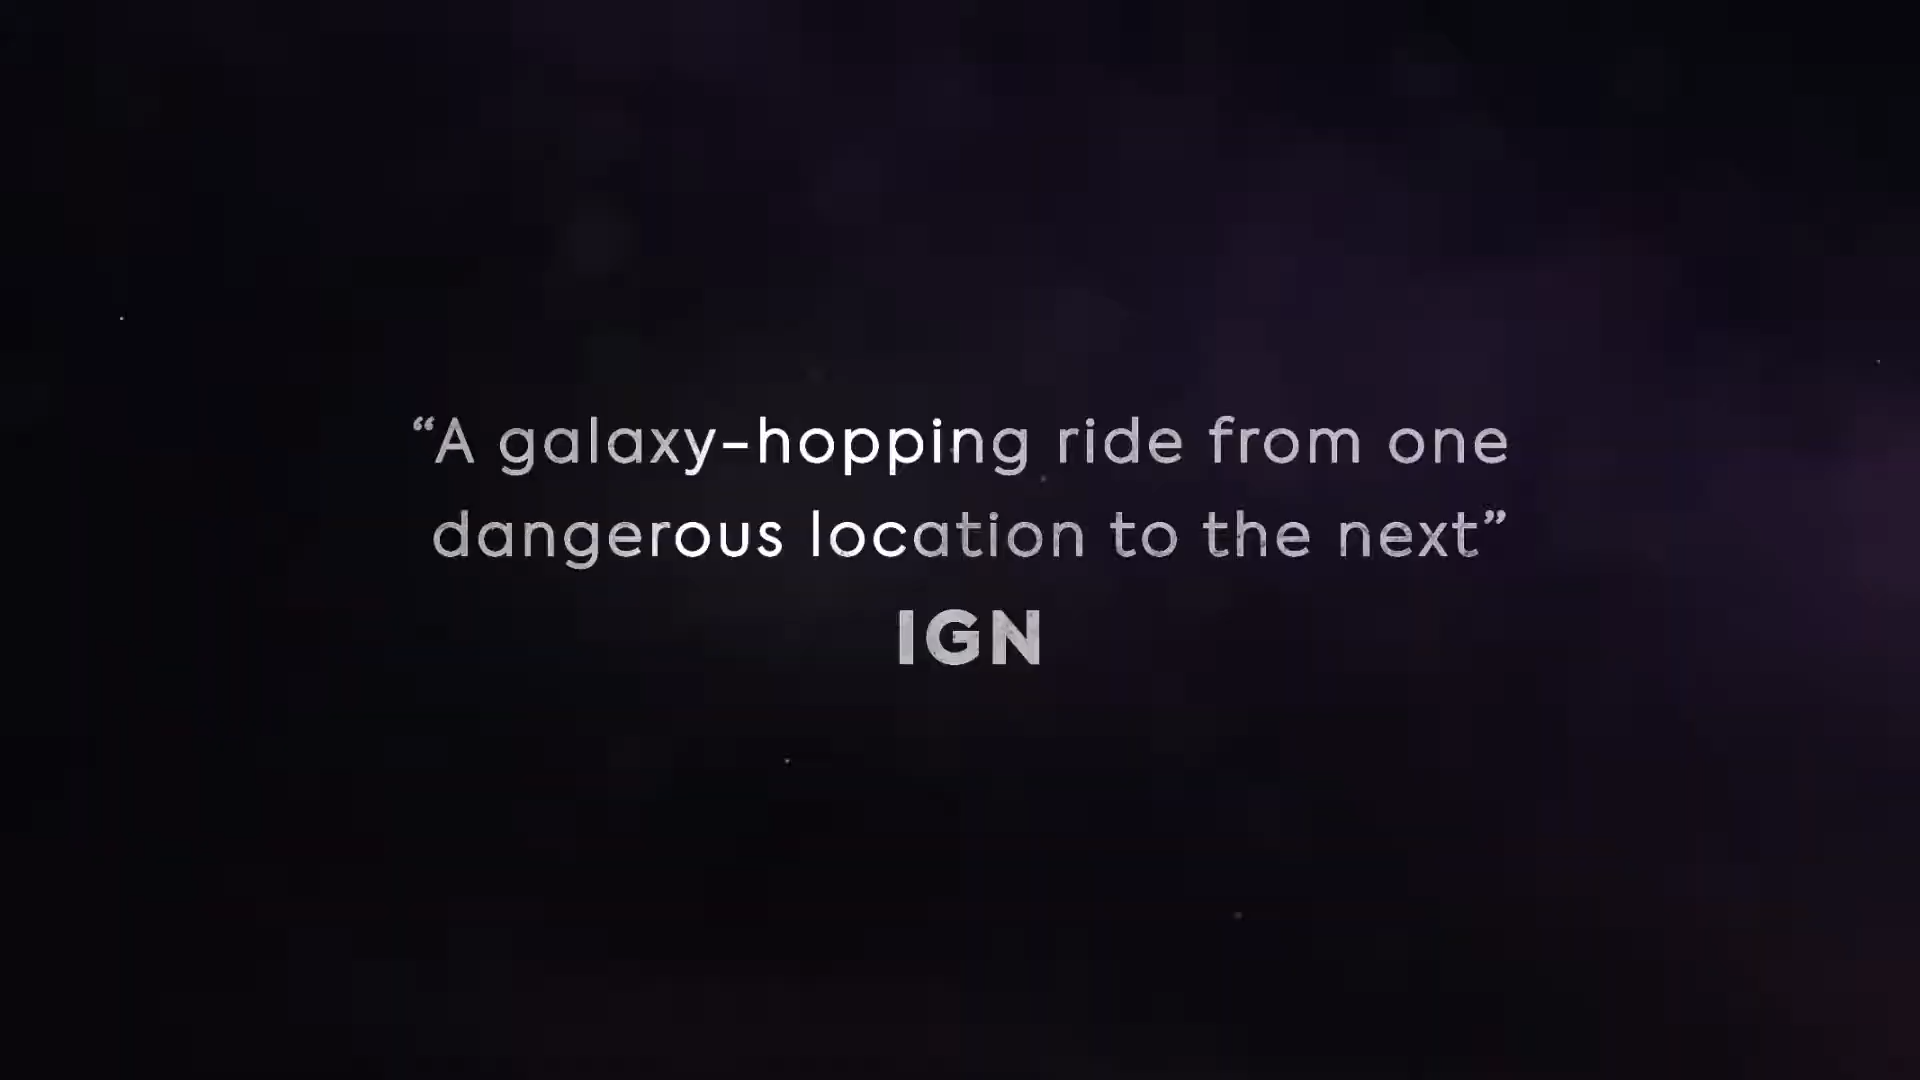 “A galaxy-hopping ride from one
dangerous location to the next”
IGN